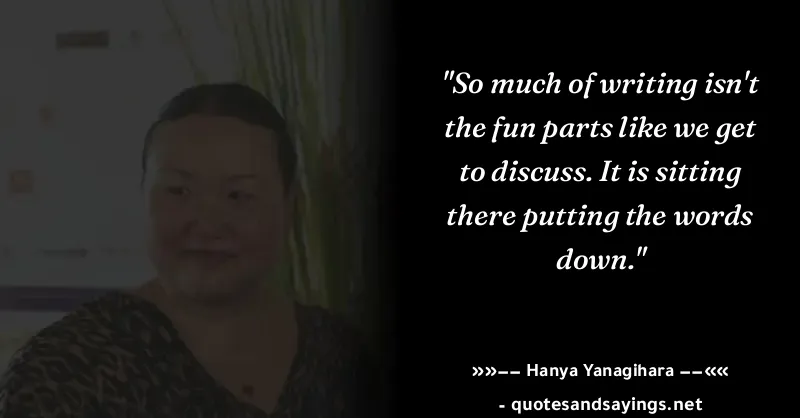 "So much of writing isn't
the fun parts like we get
to discuss. It is sitting
there putting the words
down."
»»–– Hanya Yanagihara ––««
- quotesandsayings.net